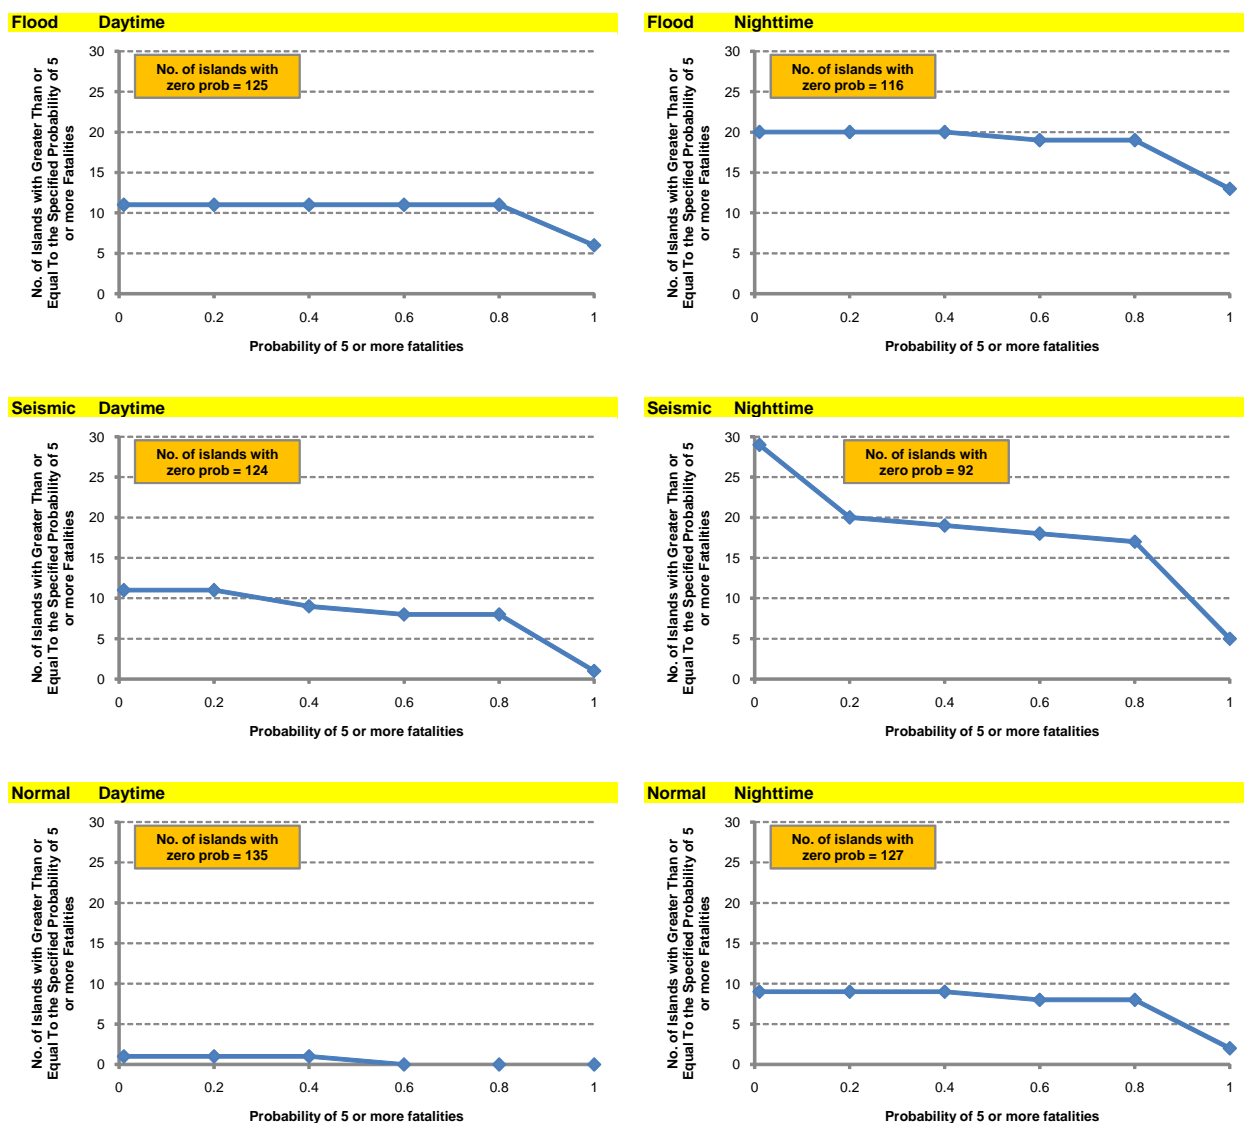 Flood Daytime
No. of Islands with Greater Than or
Equal To the Specified Probability of 5
or more Fatalities
30
25
20
15
10
5
0
No. of islands with
zero prob = 125
0 0.2 0.4 0.6 0.8 1
Probability of 5 or more fatalities
Flood Nighttime
No. of Islands with Greater Than or
Equal To the Specified Probability of 5
or more Fatalities
30
25
20
15
10
5
0
No. of islands with
zero prob = 116
0 0.2 0.4 0.6 0.8 1
Probability of 5 or more fatalities
Seismic Daytime
No. of Islands with Greater Than or
Equal To the Specified Probability of 5
or more Fatalities
30
25
20
15
10
5
0
No. of islands with
zero prob = 124
0 0.2 0.4 0.6 0.8 1
Probability of 5 or more fatalities
Seismic Nighttime
No. of Islands with Greater Than or
Equal To the Specified Probability of 5
or more Fatalities
30
25
20
15
10
5
0
No. of islands with
zero prob = 92
0 0.2 0.4 0.6 0.8 1
Probability of 5 or more fatalities
Normal Daytime
No. of Islands with Greater Than or
Equal To the Specified Probability of 5
or more Fatalities
30
25
20
15
10
5
0
No. of islands with
zero prob = 135
0 0.2 0.4 0.6 0.8 1
Probability of 5 or more fatalities
Normal Nighttime
No. of Islands with Greater Than or
Equal To the Specified Probability of 5
or more Fatalities
30
25
20
15
10
5
0
No. of islands with
zero prob = 127
0 0.2 0.4 0.6 0.8 1
Probability of 5 or more fatalities